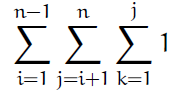 n−1 n j
∑ ∑ ∑ 1
i=1 j=i+1 k=1